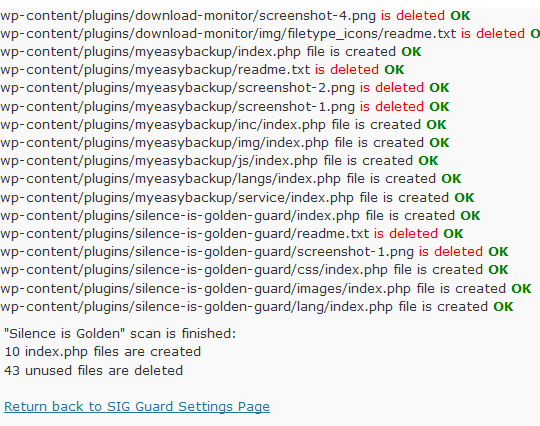 wp-content/plugins/download-monitor/screenshot-4.png is deleted OK
wp-content/plugins/download-monitor/img/filetype_icons/readme.txt is deleted O
wp-content/plugins/myeasybackup/index.php file is created OK
wp-content/plugins/myeasybackup/readme.txt is deleted OK
wp-content/plugins/myeasybackup/screenshot-2.png is deleted OK
wp-content/plugins/myeasybackup/screenshot-1.png is deleted OK
wp-content/plugins/myeasybackup/inc/index.php file is created OK
wp-content/plugins/myeasybackup/img/index.php file is created OK
wp-content/plugins/myeasybackup/js/index.php file is created OK
wp-content/plugins/myeasybackup/langs/index.php file is created OK
wp-content/plugins/myeasybackup/service/index.php file is created OK
wp-content/plugins/silence-is-golden-guard/index.php file is created OK
wp-content/plugins/silence-is-golden-guard/readme.txt is deleted OK
wp-content/plugins/silence-is-golden-guard/screenshot-1.png is deleted OK
wp-content/plugins/silence-is-golden-guard/css/index.php file is created OK
wp-content/plugins/silence-is-golden-guard/images/index.php file is created OK
wp-content/plugins/silence-is-golden-guard/lang/index.php file is created OK
"Silence is Golden" scan is finished:
10 index.php files are created
43 unused files are deleted
Return back to SIG Guard Settings Page